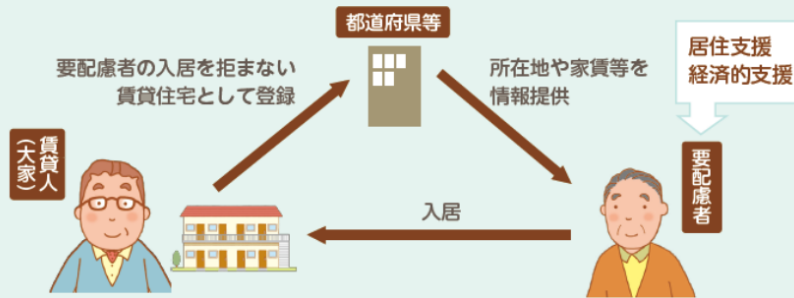 都道府県等
要配慮者の入居を拒まない
賃貸住宅として登録
所在地や家賃等を
情報提供
居住支援
経済的支援
賃貸人
(大家)
要配慮者
入居